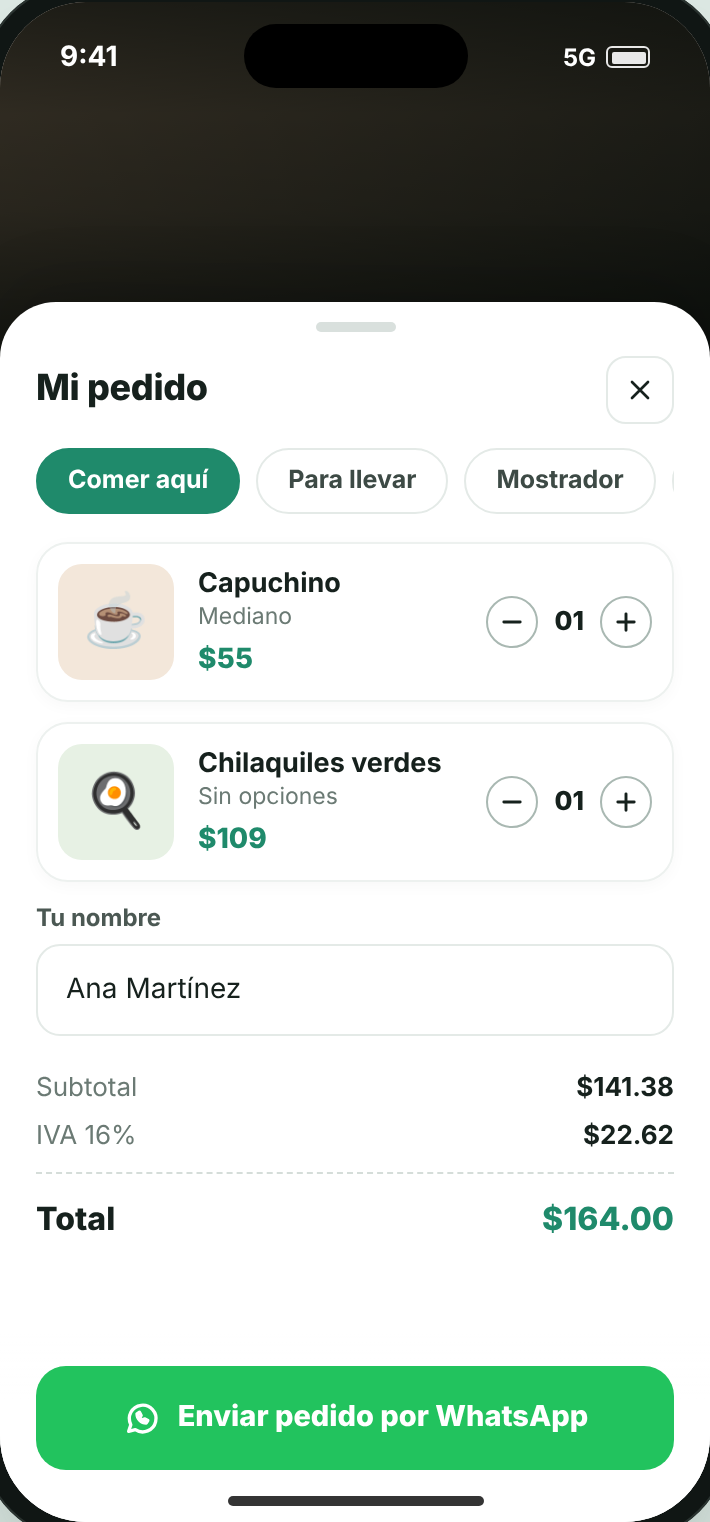 9:41
5G
Mi pedido
Comer aquí
Para llevar
Mostrador
Capuchino
Mediano
$55
01
Chilaquiles verdes
Sin opciones
$109
01
Tu nombre
Ana Martínez
Subtotal
$141.38
IVA 16%
$22.62
Total
$164.00
Enviar pedido por WhatsApp